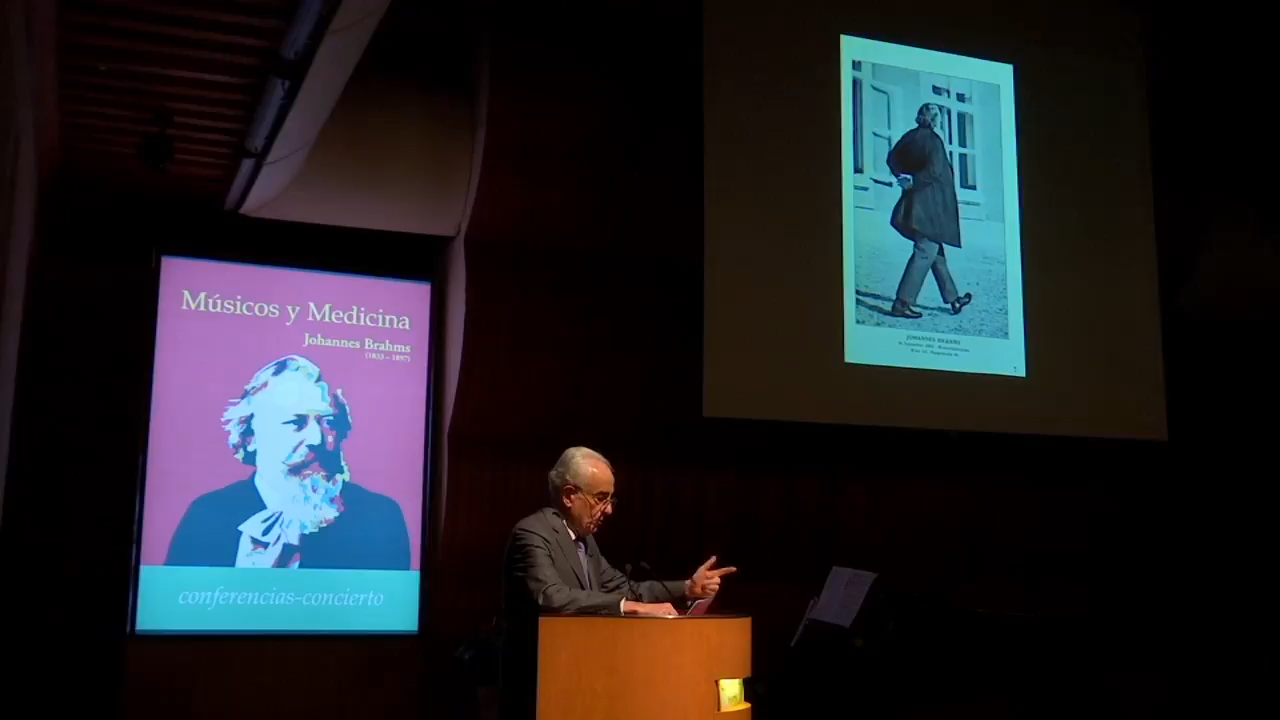 Músicos y Medicina
Johannes Brahms
(1833 – 1897)
conferencias-concierto
JOHANNES BRAHMS